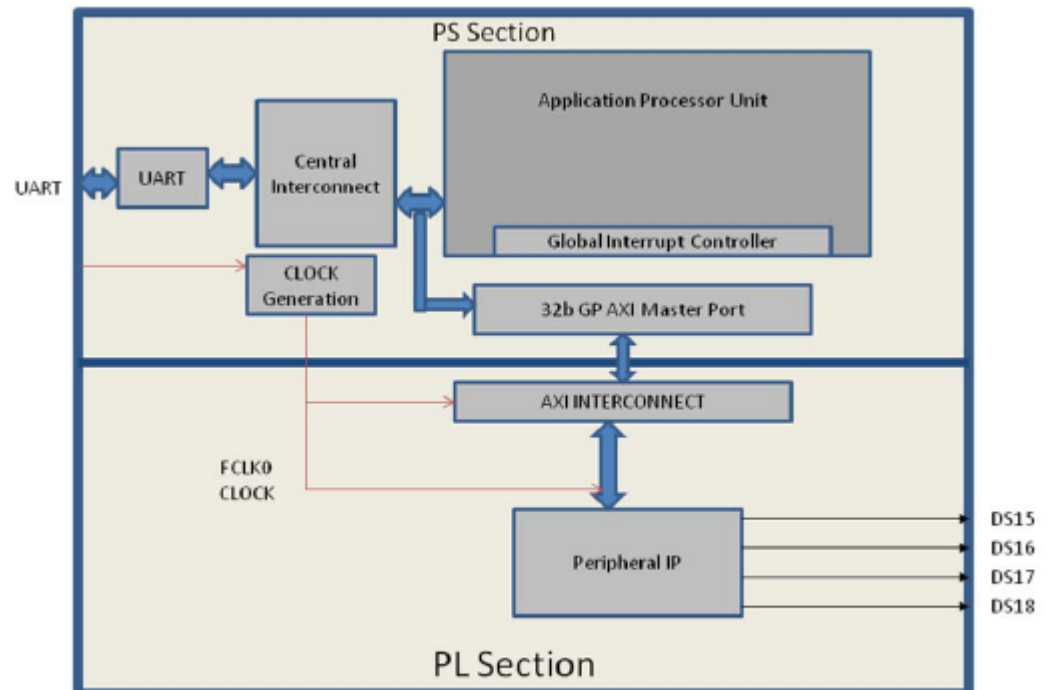 PS Section
Application Processor Unit
Central
Interconnect
UART
UART
Global Interrupt Controller
CLOCK
Generation
32b GP AXI Master Port
AXI INTERCONNECT
FCLK0
CLOCK
Peripheral IP
DS15
DS16
DS17
DS18
PL Section